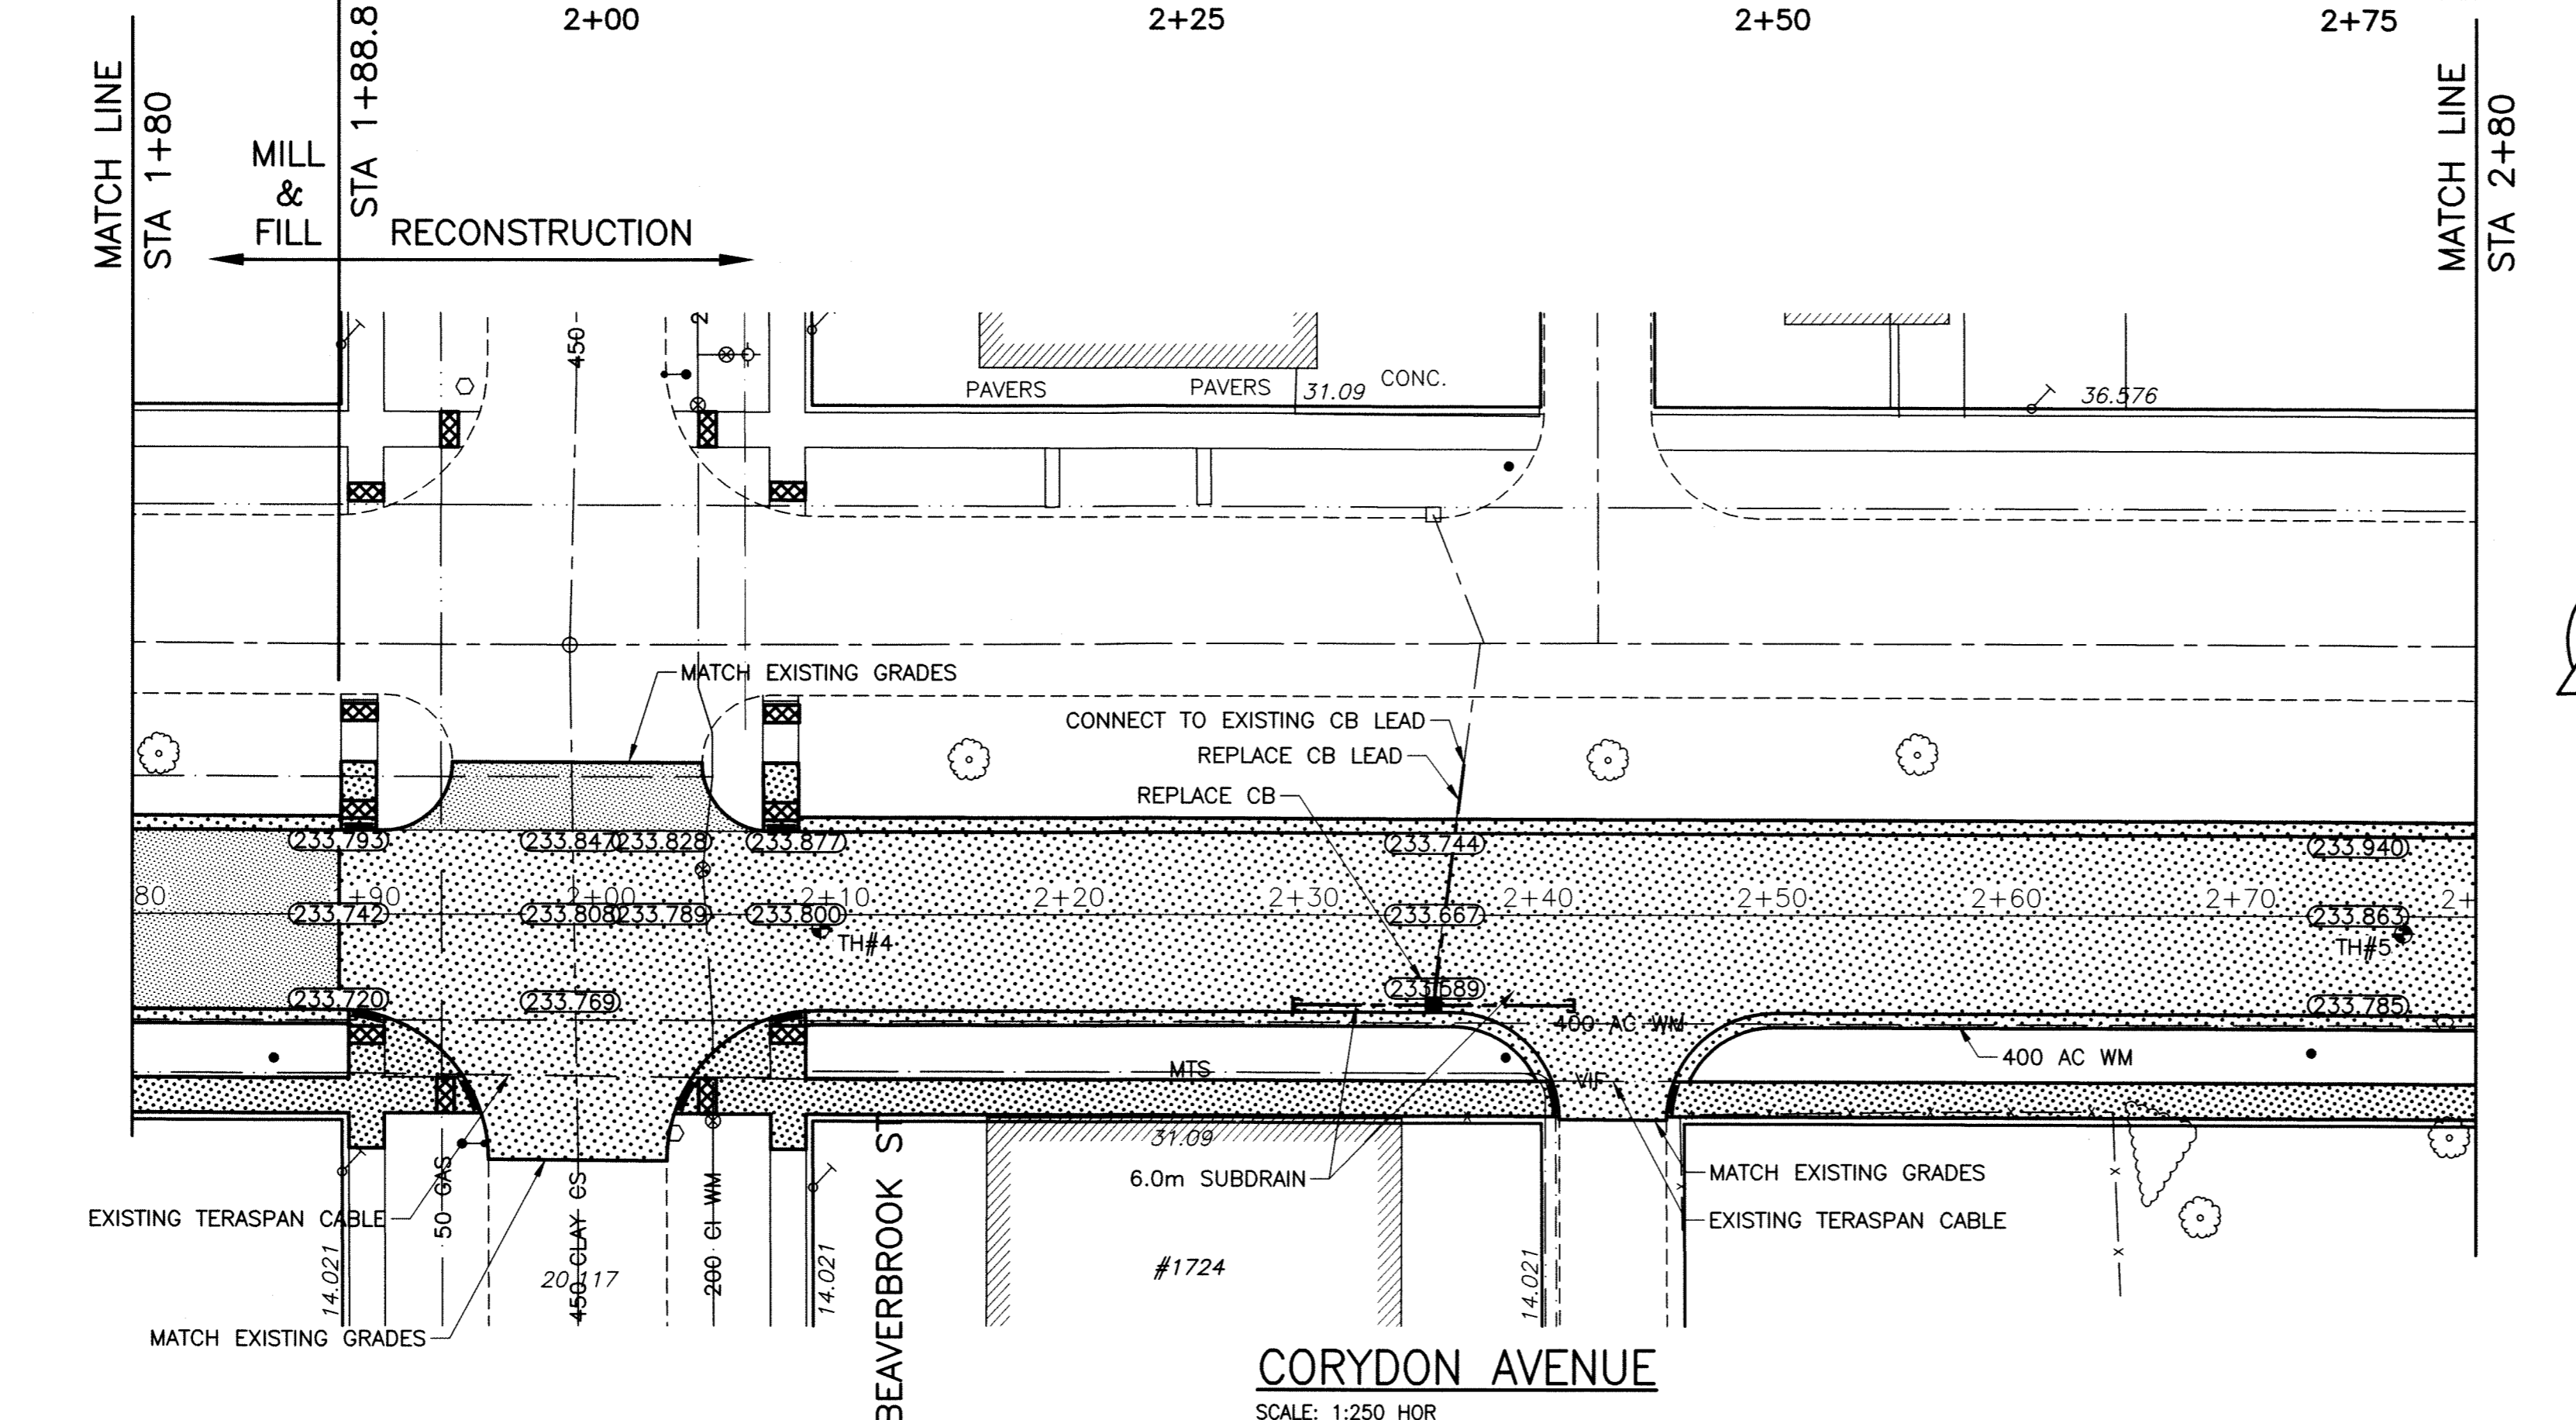 2+00
2+25
2+50
2+75
MATCH LINE
STA 1+80
STA 1+88.8
MATCH LINE
STA 2+80
MILL
&
FILL
RECONSTRUCTION
450
2
PAVERS
PAVERS
31.09
CONC.
36.576
MATCH EXISTING GRADES
CONNECT TO EXISTING CB LEAD
REPLACE CB LEAD
REPLACE CB
233.793
233.847
233.828
233.877
233.744
233.940
80
+90
2+00
2+10
2+20
2+30
2+40
2+50
2+60
2+70
2+
233.742
233.808
233.789
233.800
233.667
233.863
TH#4
TH#5
233.720
233.769
233.589
233.785
400 AC WM
400 AC WM
MTS
VIF
31.09
6.0m SUBDRAIN
MATCH EXISTING GRADES
EXISTING TERASPAN CABLE
EXISTING TERASPAN CABLE
50 GAS
450 CLAY CS
200 CI WM
BEAVERBROOK ST
14.021
20.117
14.021
#1724
14.021
MATCH EXISTING GRADES
CORYDON AVENUE
SCALE: 1:250 HOR